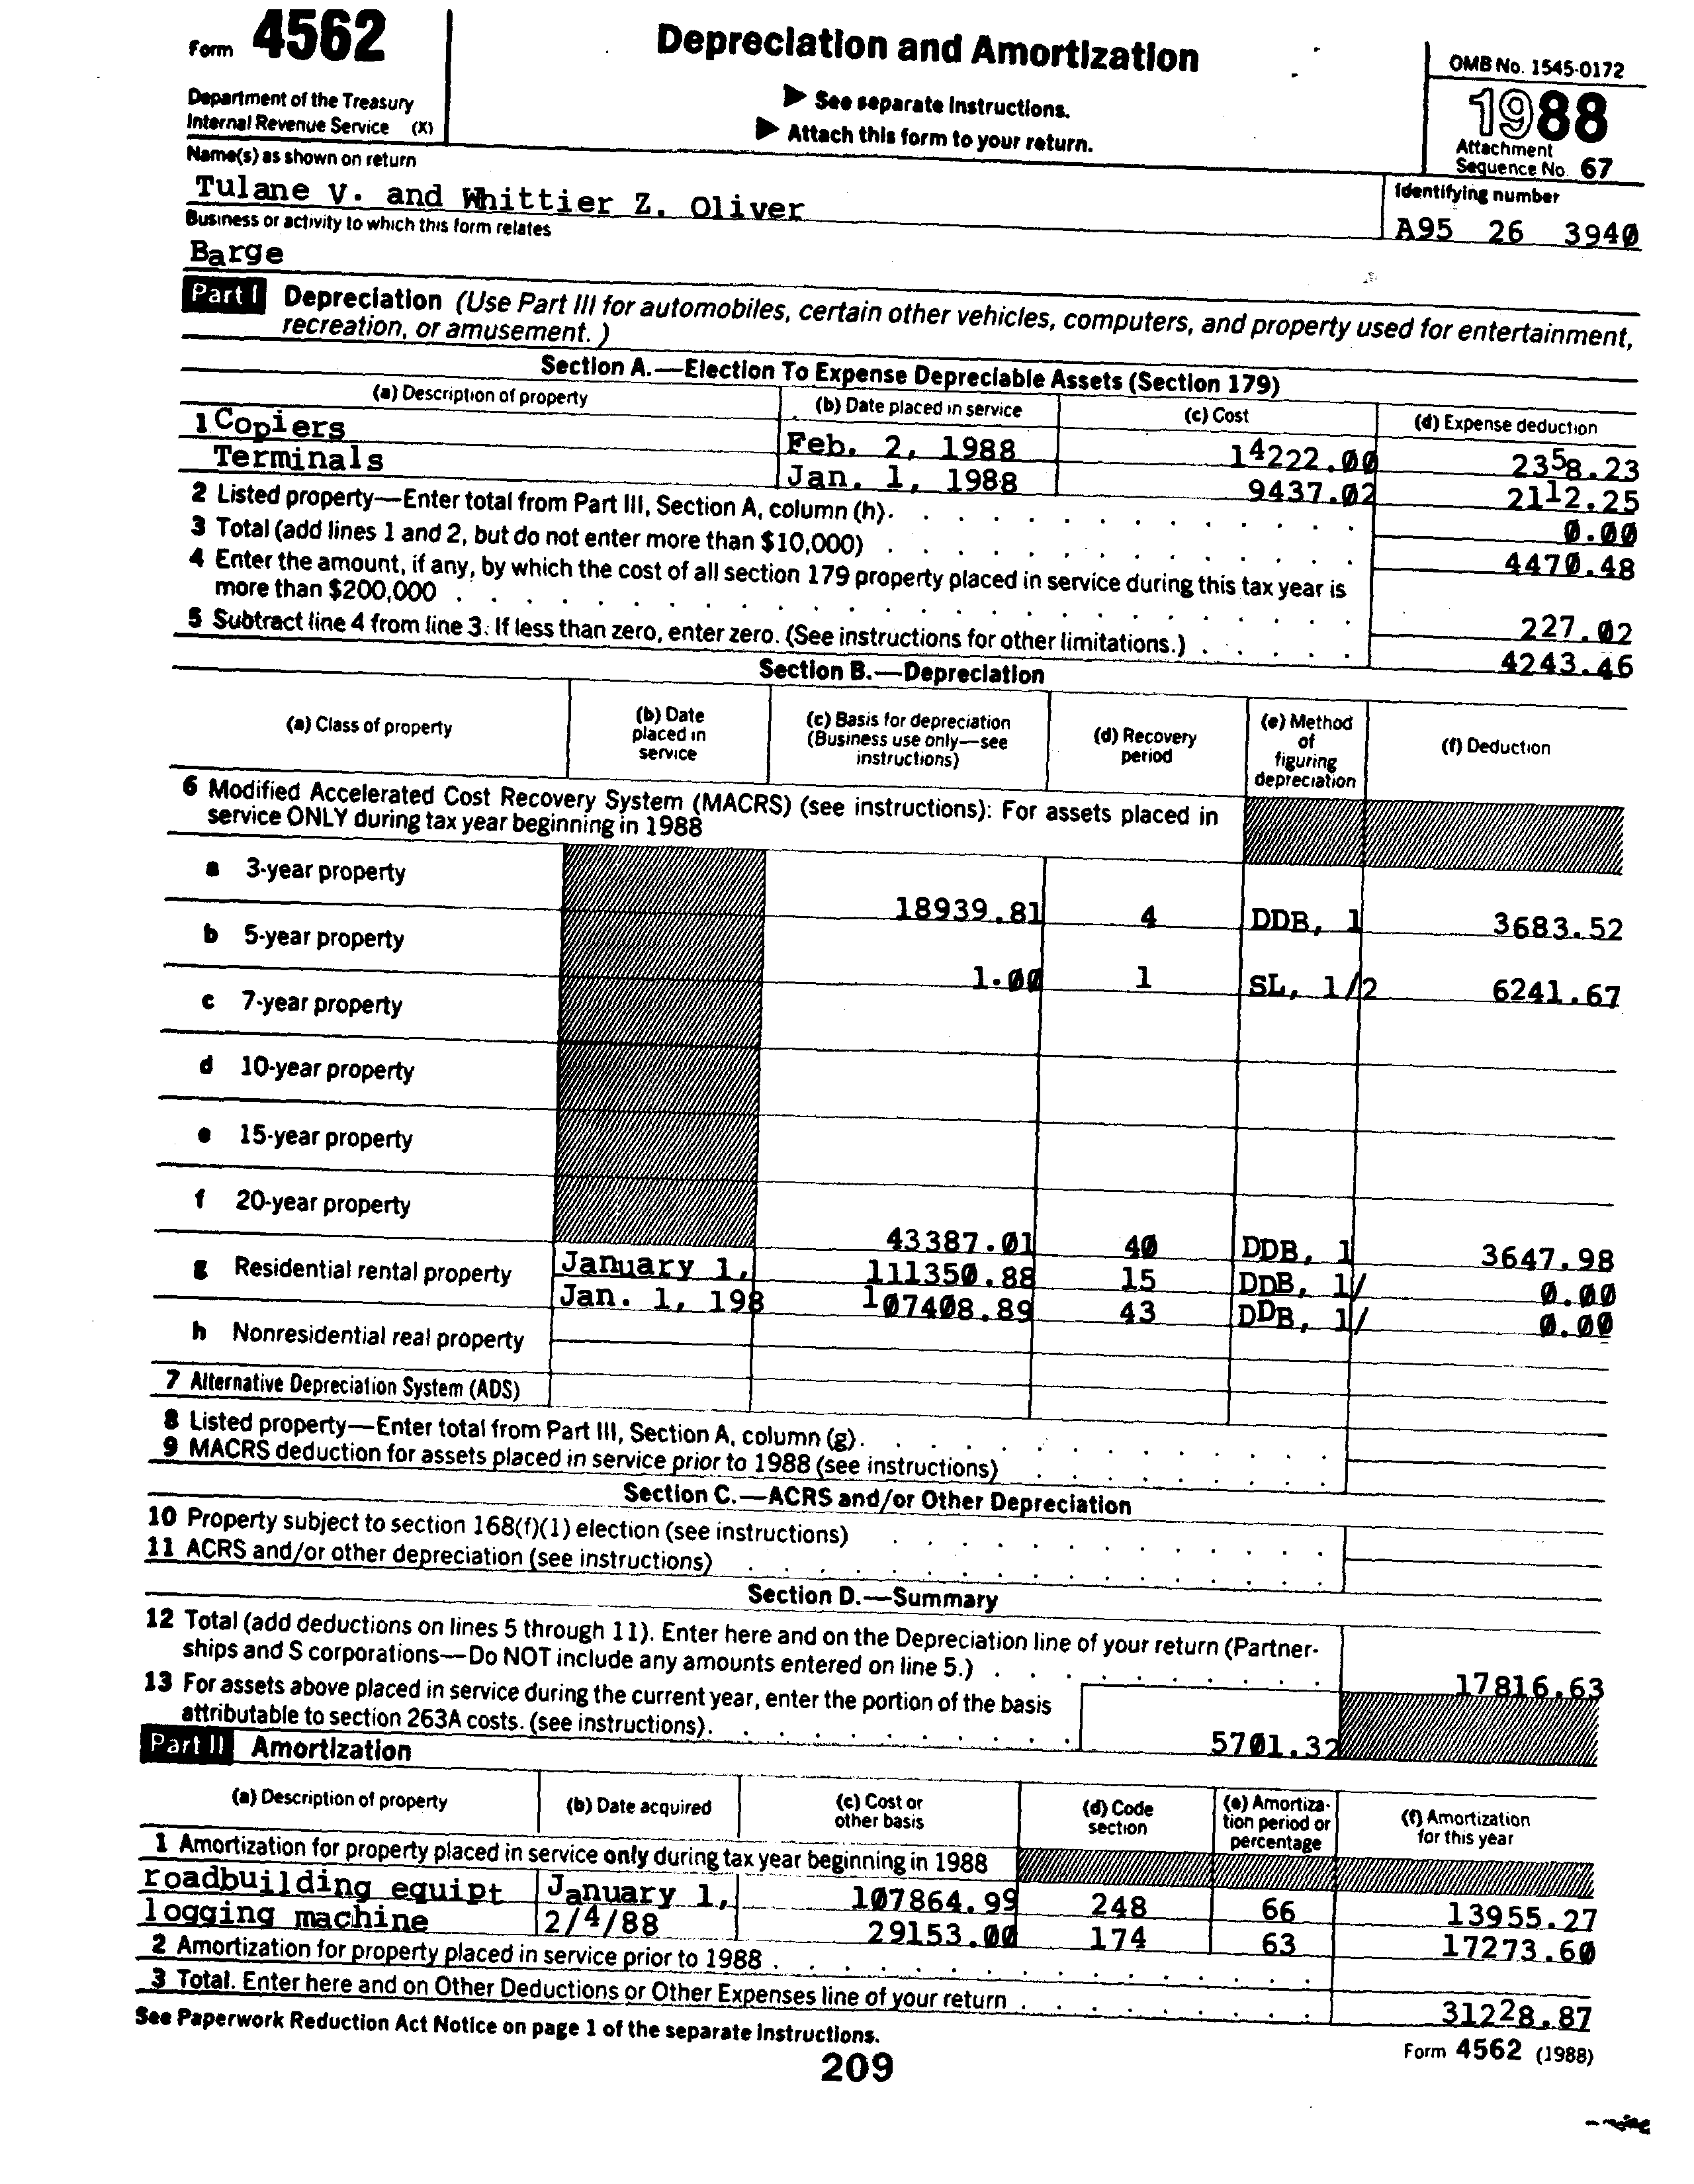 Form 4562
Department of the Treasury
Internal Revenue Service (X)
Depreciation and Amortization
▶ See separate instructions.
▶ Attach this form to your return.
OMB No. 1545-0172
1988
Attachment
Sequence No. 67
Name(s) as shown on return
Tulane V. and Whittier Z. Oliver
Identifying number
A95 26 3940
Business or activity to which this form relates
Barge
Part I Depreciation (Use Part III for automobiles, certain other vehicles, computers, and property used for entertainment,
recreation, or amusement.)
Section A.—Election To Expense Depreciable Assets (Section 179)
(a) Description of property (b) Date placed in service (c) Cost (d) Expense deduction
1 Copiers Feb. 2, 1988 14222.00 2358.23
Terminals Jan. 1, 1988 9437.02 2112.25
2 Listed property—Enter total from Part III, Section A, column (h). 0.00
3 Total (add lines 1 and 2, but do not enter more than $10,000) 4470.48
4 Enter the amount, if any, by which the cost of all section 179 property placed in service during this tax year is
more than $200,000 227.02
5 Subtract line 4 from line 3. If less than zero, enter zero. (See instructions for other limitations.) 4243.46
Section B.—Depreciation
(a) Class of property
(b) Date
placed in
service
(c) Basis for depreciation
(Business use only—see
instructions)
(d) Recovery
period
(e) Method
of
figuring
depreciation
(f) Deduction
6 Modified Accelerated Cost Recovery System (MACRS) (see instructions): For assets placed in
service ONLY during tax year beginning in 1988
a 3-year property 18939.81 4 DDB, 1 3683.52
b 5-year property 1.00 1 SL, 1/2 6241.67
c 7-year property
d 10-year property
e 15-year property
f 20-year property 43387.01 40 DDB, 1 3647.98
g Residential rental property January 1, 111350.88 15 DDB, 1/ 0.00
Jan. 1, 198 107408.89 43 DDB, 1/ 0.00
h Nonresidential real property
7 Alternative Depreciation System (ADS)
8 Listed property—Enter total from Part III, Section A, column (g).
9 MACRS deduction for assets placed in service prior to 1988 (see instructions)
Section C.—ACRS and/or Other Depreciation
10 Property subject to section 168(f)(1) election (see instructions)
11 ACRS and/or other depreciation (see instructions)
Section D.—Summary
12 Total (add deductions on lines 5 through 11). Enter here and on the Depreciation line of your return (Partner-
ships and S corporations—Do NOT include any amounts entered on line 5.) 17816.63
13 For assets above placed in service during the current year, enter the portion of the basis
attributable to section 263A costs. (see instructions). 5701.32
Part II Amortization
(a) Description of property
(b) Date acquired
(c) Cost or
other basis
(d) Code
section
(e) Amortiza-
tion period or
percentage
(f) Amortization
for this year
1 Amortization for property placed in service only during tax year beginning in 1988
roadbuilding equipt January 1, 107864.99 248 66 13955.27
logging machine 2/4/88 29153.00 174 63 17273.60
2 Amortization for property placed in service prior to 1988
3 Total. Enter here and on Other Deductions or Other Expenses line of your return 31228.87
See Paperwork Reduction Act Notice on page 1 of the separate instructions.
Form 4562 (1988)
209